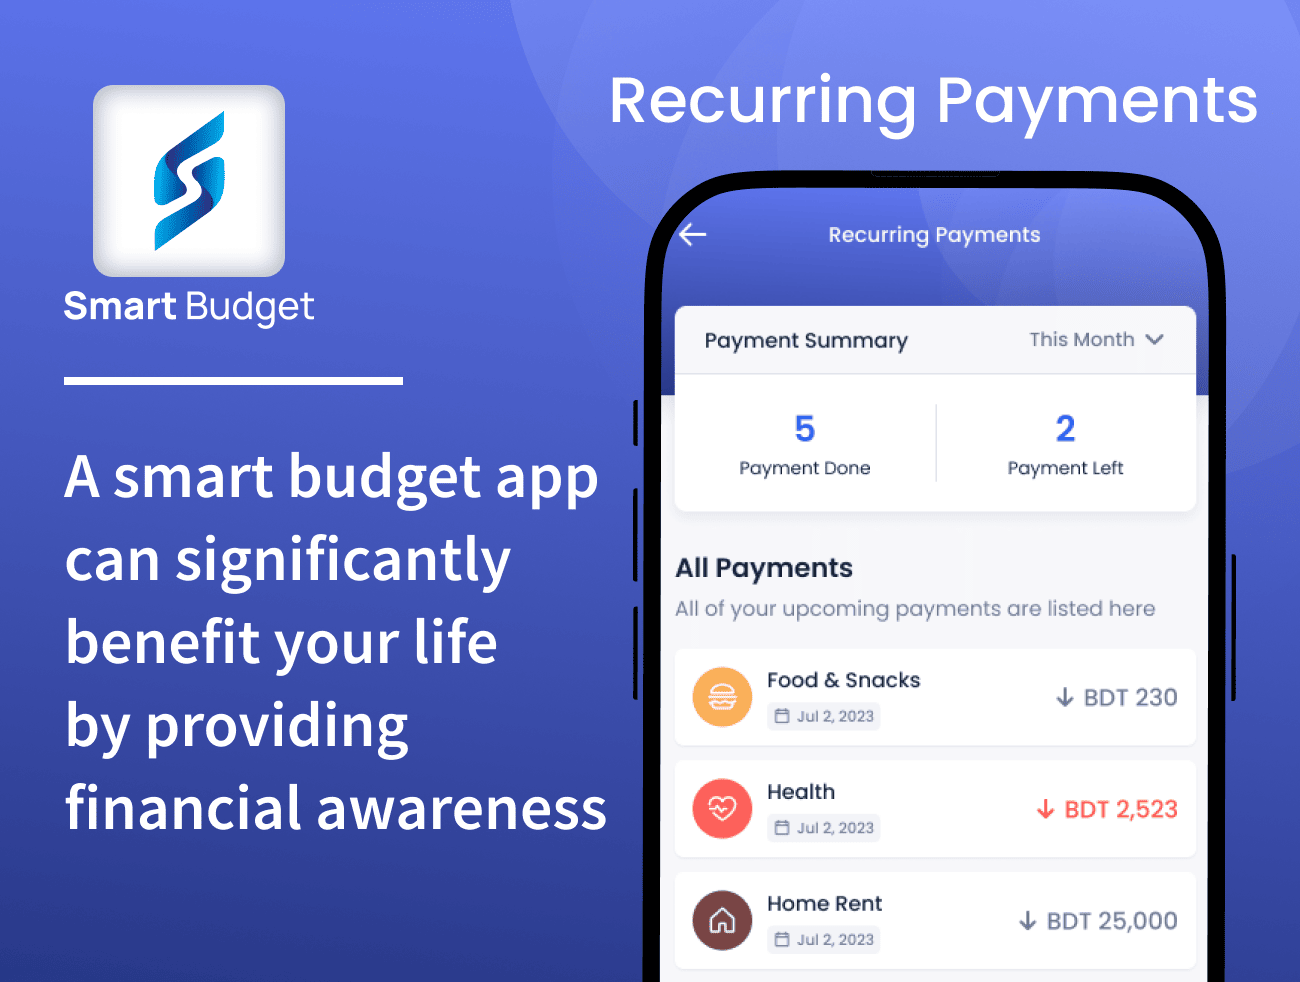 Smart Budget
A smart budget app
can significantly
benefit your life
by providing
financial awareness
Recurring Payments
Recurring Payments
Payment Summary
This Month
5
Payment Done
2
Payment Left
All Payments
All of your upcoming payments are listed here
Food & Snacks
Jul 2, 2023
BDT 230
Health
Jul 2, 2023
BDT 2,523
Home Rent
Jul 2, 2023
BDT 25,000